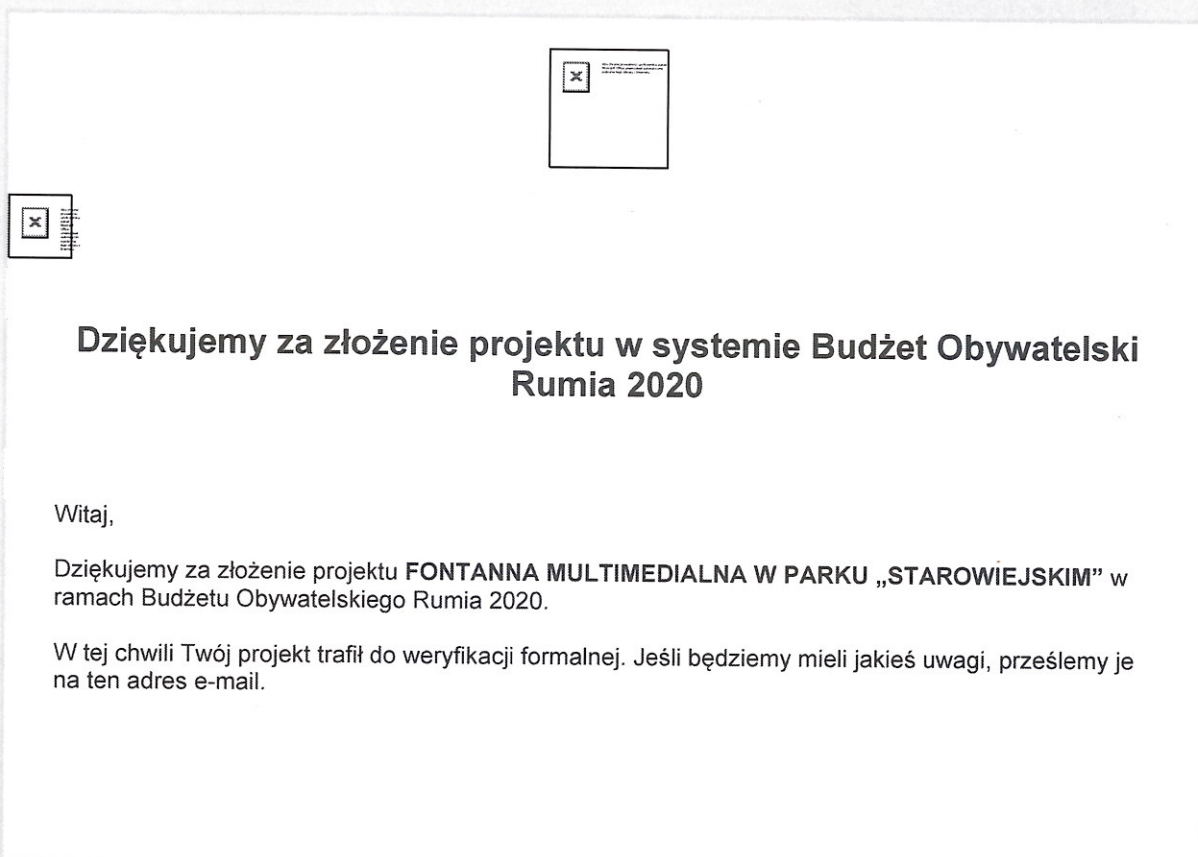 Dziękujemy za złożenie projektu w systemie Budżet Obywatelski
Rumia 2020
Witaj,
Dziękujemy za złożenie projektu FONTANNA MULTIMEDIALNA W PARKU „STAROWIEJSKIM” w
ramach Budżetu Obywatelskiego Rumia 2020.
W tej chwili Twój projekt trafił do weryfikacji formalnej. Jeśli będziemy mieli jakieś uwagi, prześlemy je
na ten adres e-mail.